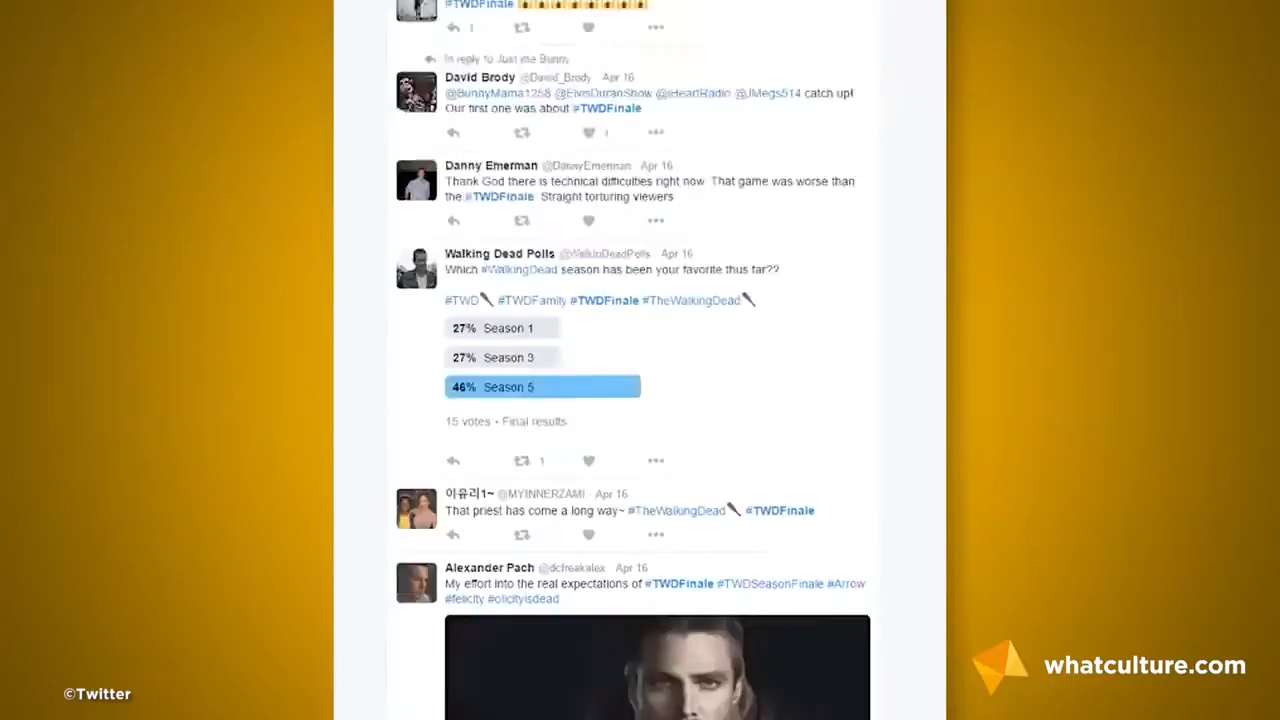 #TWDFinale
1
In reply to Just me Bunny
David Brody @David_Brody Apr 16
@BunnyMama1258 @ElvisDuranShow @iHeartRadio @JMegs514 catch up!
Our first one was about #TWDFinale
1
Danny Emerman @DannyEmerman Apr 16
Thank God there is technical difficulties right now That game was worse than
the #TWDFinale Straight torturing viewers
Walking Dead Polls @WalkinDeadPolls Apr 16
Which #WalkingDead season has been your favorite thus far??
#TWD #TWDFamily #TWDFinale #TheWalkingDead
27% Season 1
27% Season 3
46% Season 5
15 votes • Final results
1
이유리1~ @MYINNERZAMI · Apr 16
That priest has come a long way~ #TheWalkingDead #TWDFinale
Alexander Pach @dcfreakalex Apr 16
My effort into the real expectations of #TWDFinale #TWDSeasonFinale #Arrow
#felicity #olicityisdead
©Twitter
whatculture.com